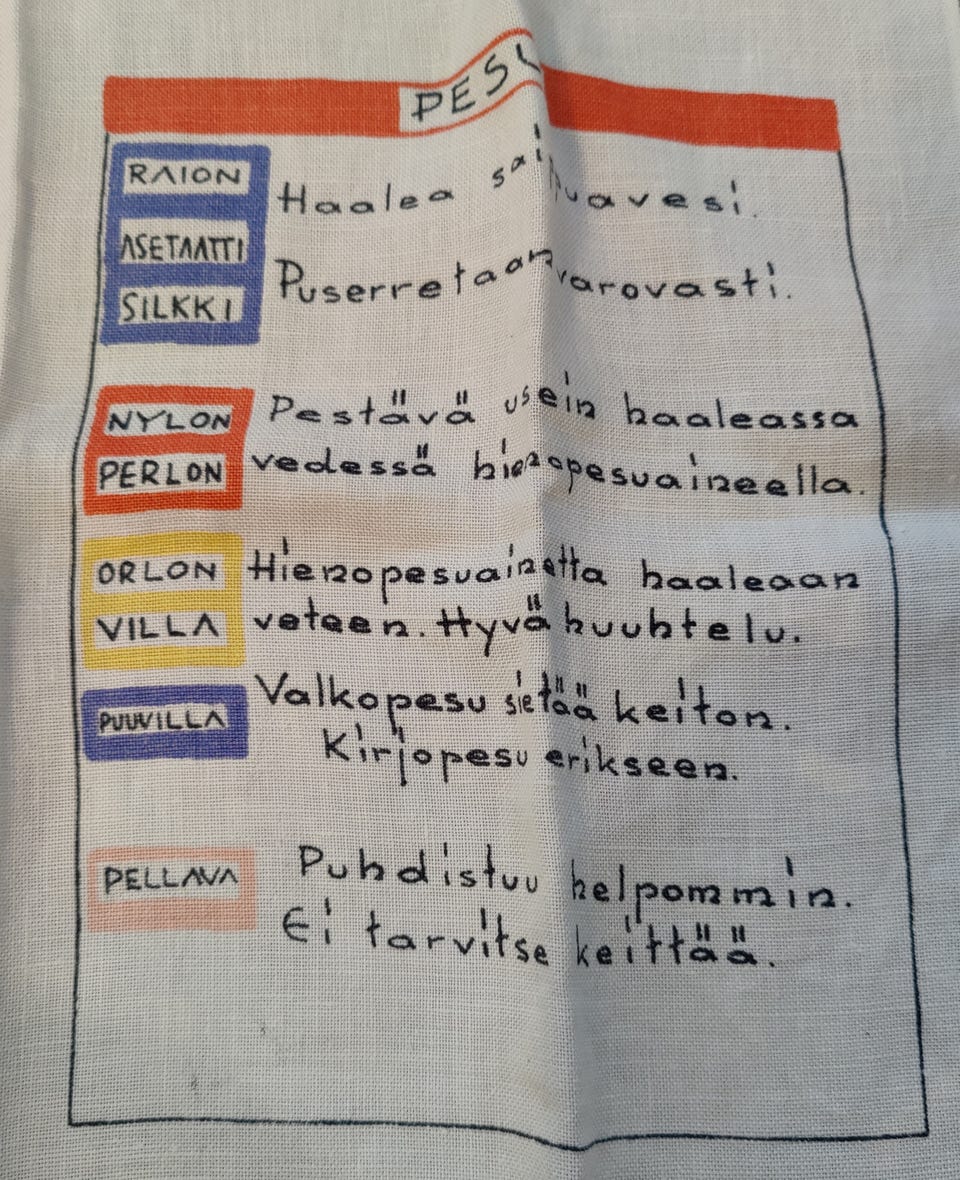 PESU
RAION
Haalea saippuavesi.
ASETAATTI
Puserretaan varovasti.
SILKKI
NYLON Pestävä usein haaleassa
PERLON vedessä hienopesuaineella.
ORLON Hienopesuainetta haaleaan
VILLA veteen. Hyvä huuhtelu.
PUUVILLA Valkopesu sietää keiton.
Kirjopesu erikseen.
PELLAVA Puhdistuu helpommin.
Ei tarvitse keittää.